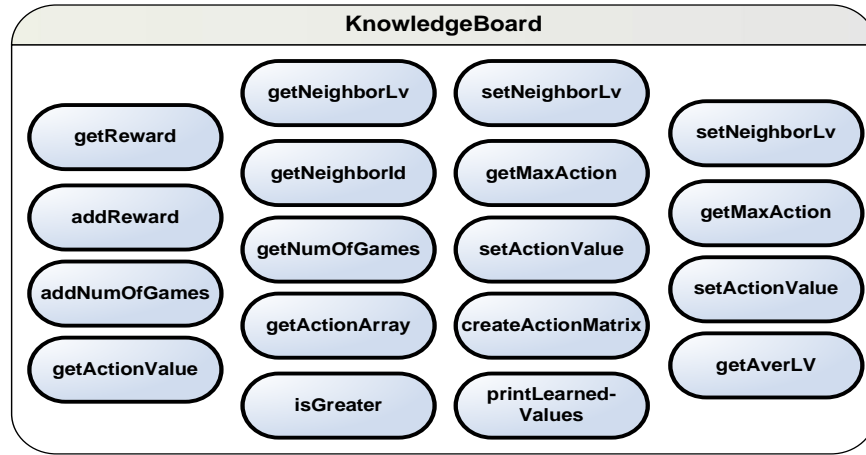 KnowledgeBoard
getReward
addReward
addNumOfGames
getActionValue
getNeighborLv
getNeighborId
getNumOfGames
getActionArray
isGreater
setNeighborLv
getMaxAction
setActionValue
createActionMatrix
printLearned-
Values
setNeighborLv
getMaxAction
setActionValue
getAverLV